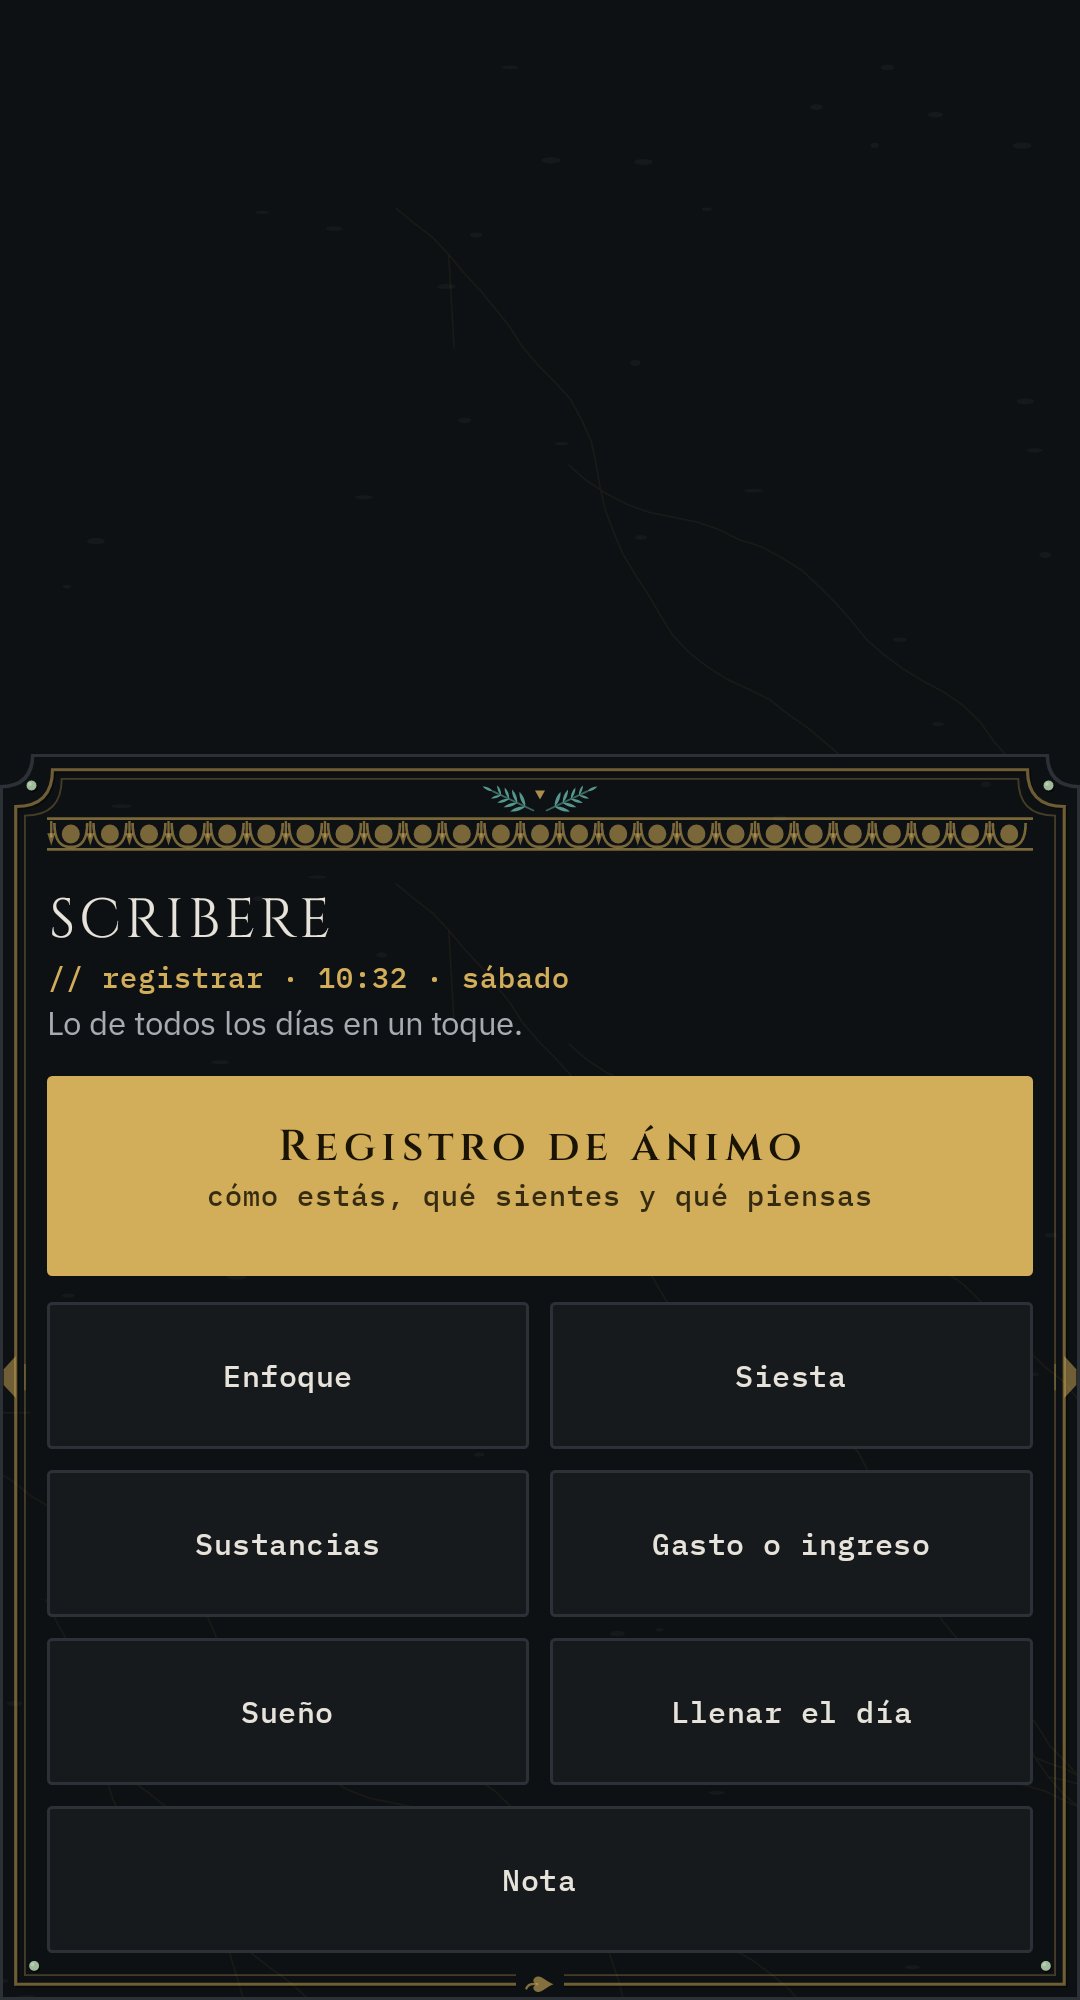 SCRIBERE
// registrar · 10:32 · sábado
Lo de todos los días en un toque.
REGISTRO DE ÁNIMO
cómo estás, qué sientes y qué piensas
Enfoque
Siesta
Sustancias
Gasto o ingreso
Sueño
Llenar el día
Nota